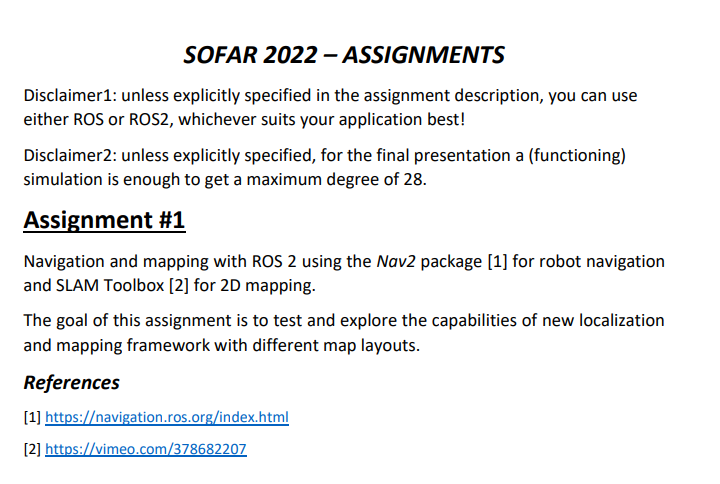 SOFAR 2022 – ASSIGNMENTS
Disclaimer1: unless explicitly specified in the assignment description, you can use
either ROS or ROS2, whichever suits your application best!
Disclaimer2: unless explicitly specified, for the final presentation a (functioning)
simulation is enough to get a maximum degree of 28.
Assignment #1
Navigation and mapping with ROS 2 using the Nav2 package [1] for robot navigation
and SLAM Toolbox [2] for 2D mapping.
The goal of this assignment is to test and explore the capabilities of new localization
and mapping framework with different map layouts.
References
[1] https://navigation.ros.org/index.html
[2] https://vimeo.com/378682207